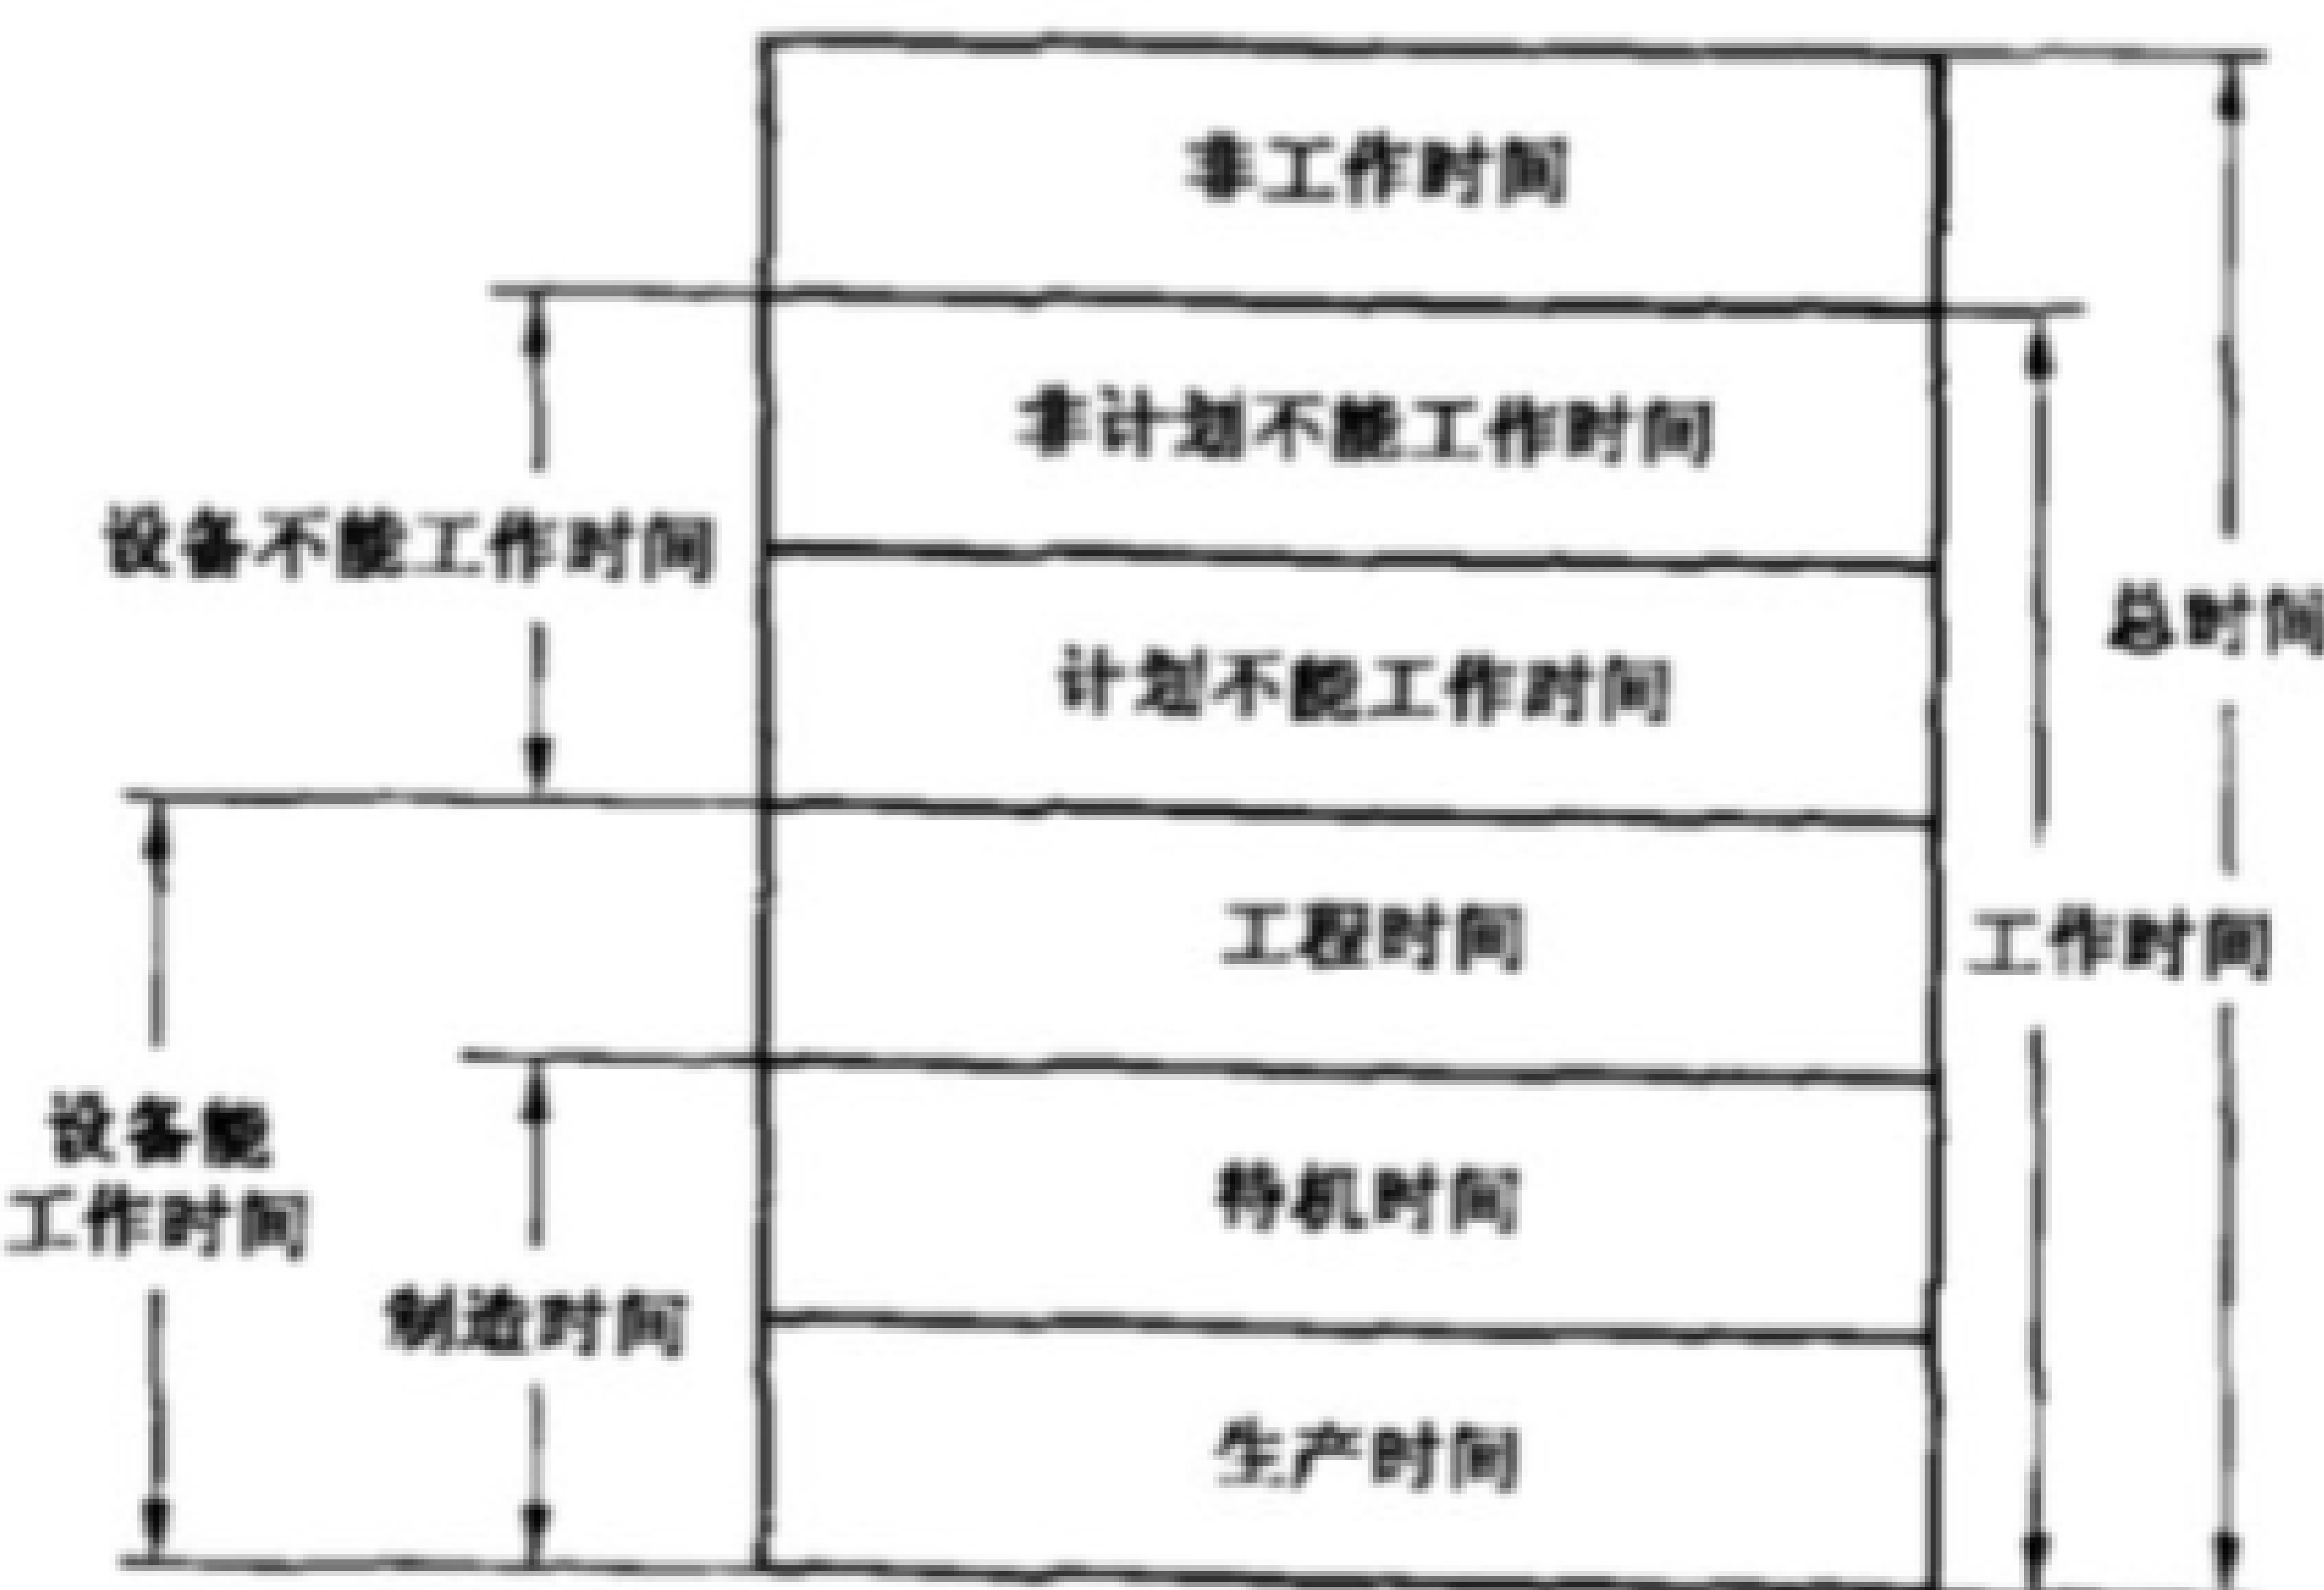 非工作时间
非计划不能工作时间
设备不能工作时间
总时间
计划不能工作时间
工程时间
工作时间
设备能
工作时间
待机时间
制造时间
生产时间